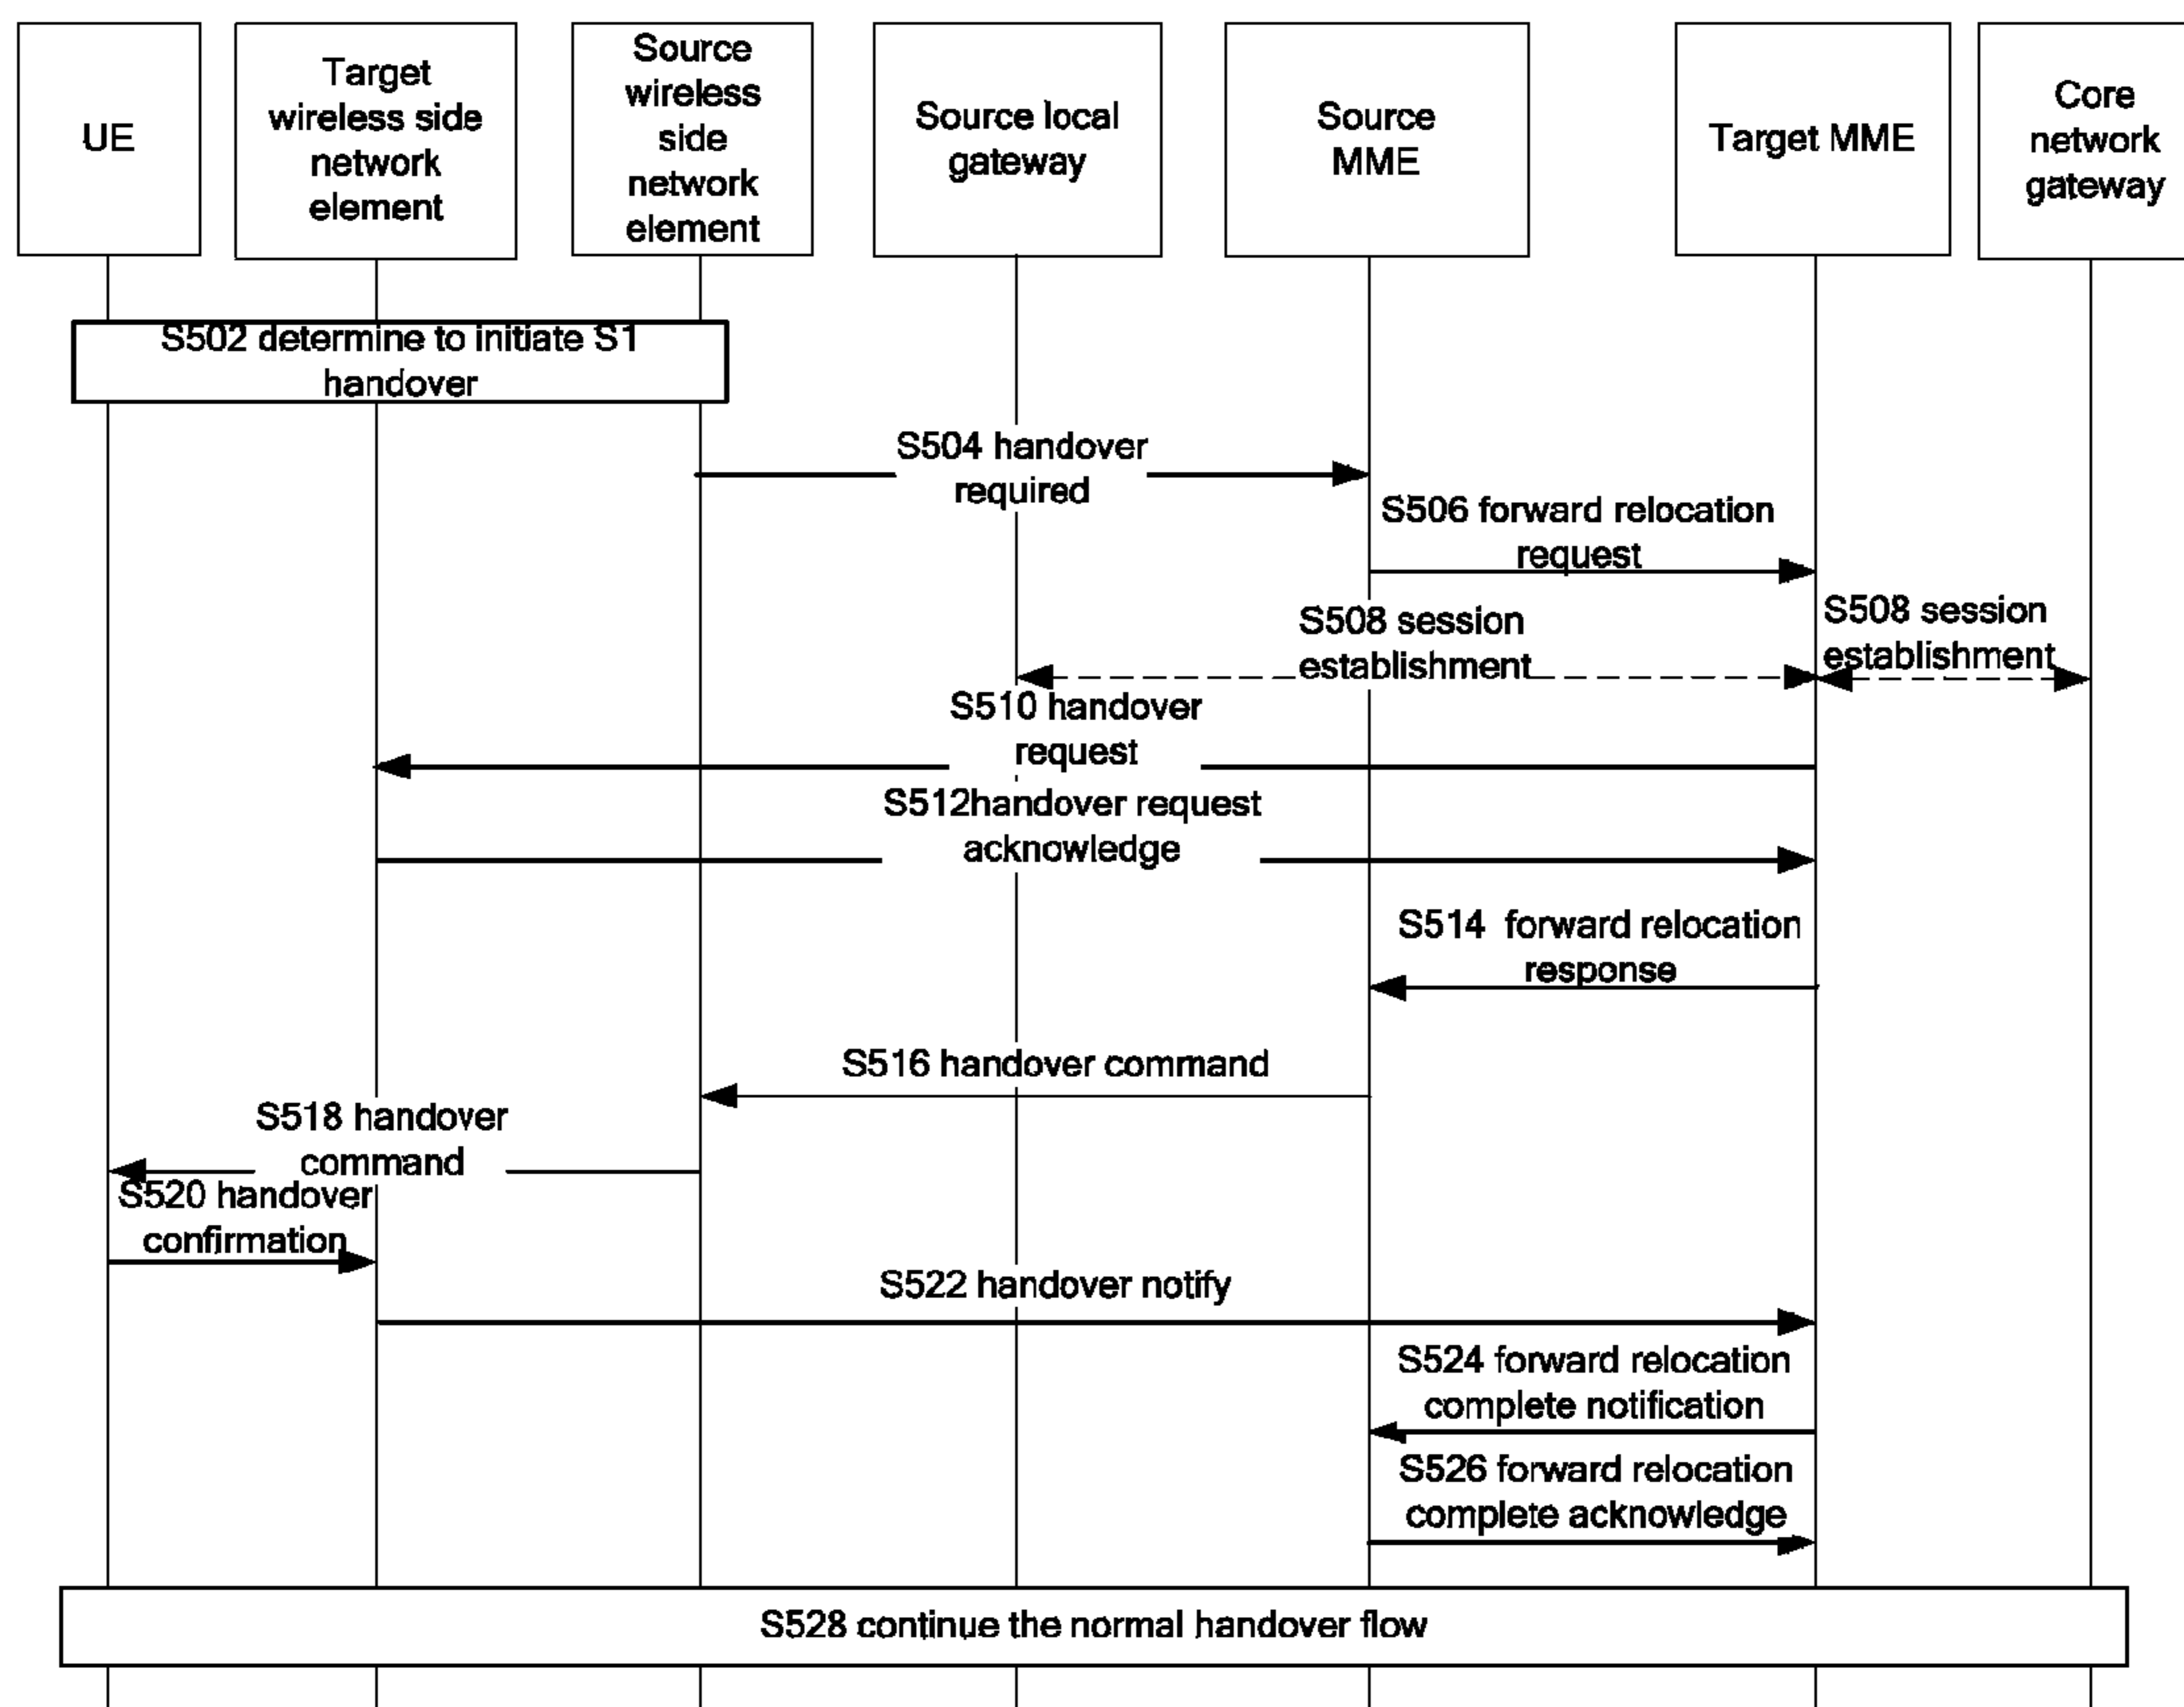 UE
Target
wireless side
network
element
Source
wireless
side
network
element
Source local
gateway
Source
MME
Target MME
Core
network
gateway
S502 determine to initiate S1
handover
S504 handover
required
S506 forward relocation
request
S508 session
establishment
S508 session
establishment
S510 handover
request
S512handover request
acknowledge
S514 forward relocation
response
S516 handover command
S518 handover
command
S520 handover
confirmation
S522 handover notify
S524 forward relocation
complete notification
S526 forward relocation
complete acknowledge
S528 continue the normal handover flow